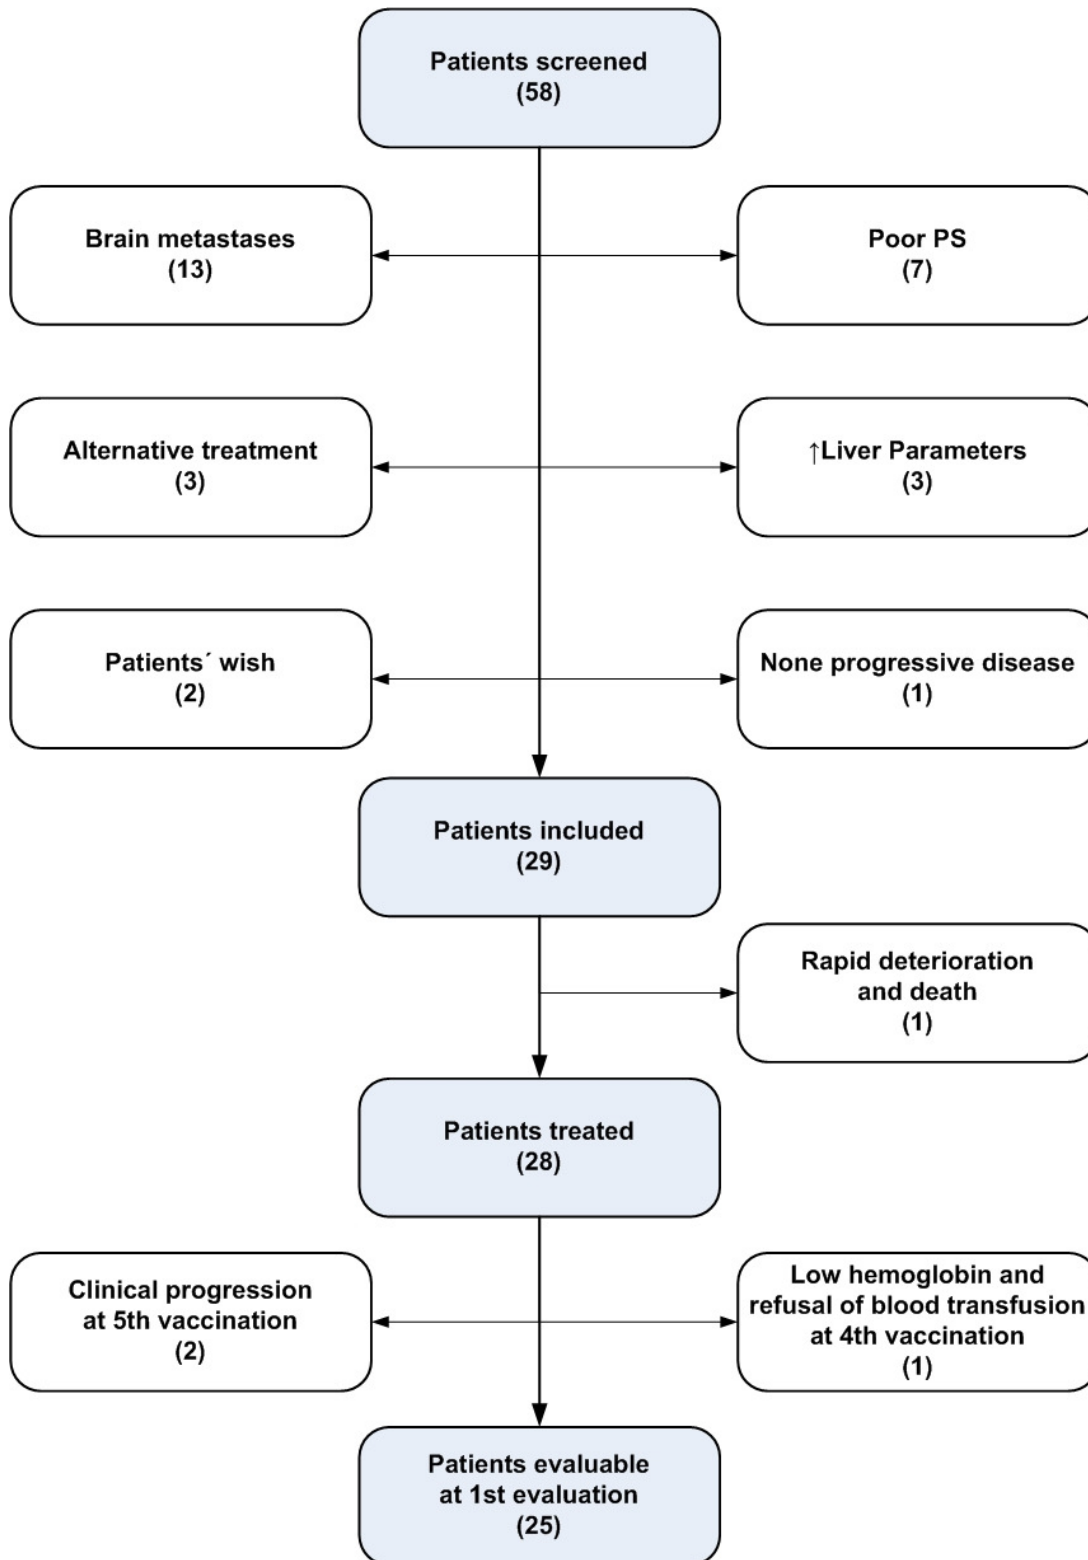 Patients screened
(58)
Brain metastases
(13)
Poor PS
(7)
Alternative treatment
(3)
↑Liver Parameters
(3)
Patients´ wish
(2)
None progressive disease
(1)
Patients included
(29)
Rapid deterioration
and death
(1)
Patients treated
(28)
Clinical progression
at 5th vaccination
(2)
Low hemoglobin and
refusal of blood transfusion
at 4th vaccination
(1)
Patients evaluable
at 1st evaluation
(25)